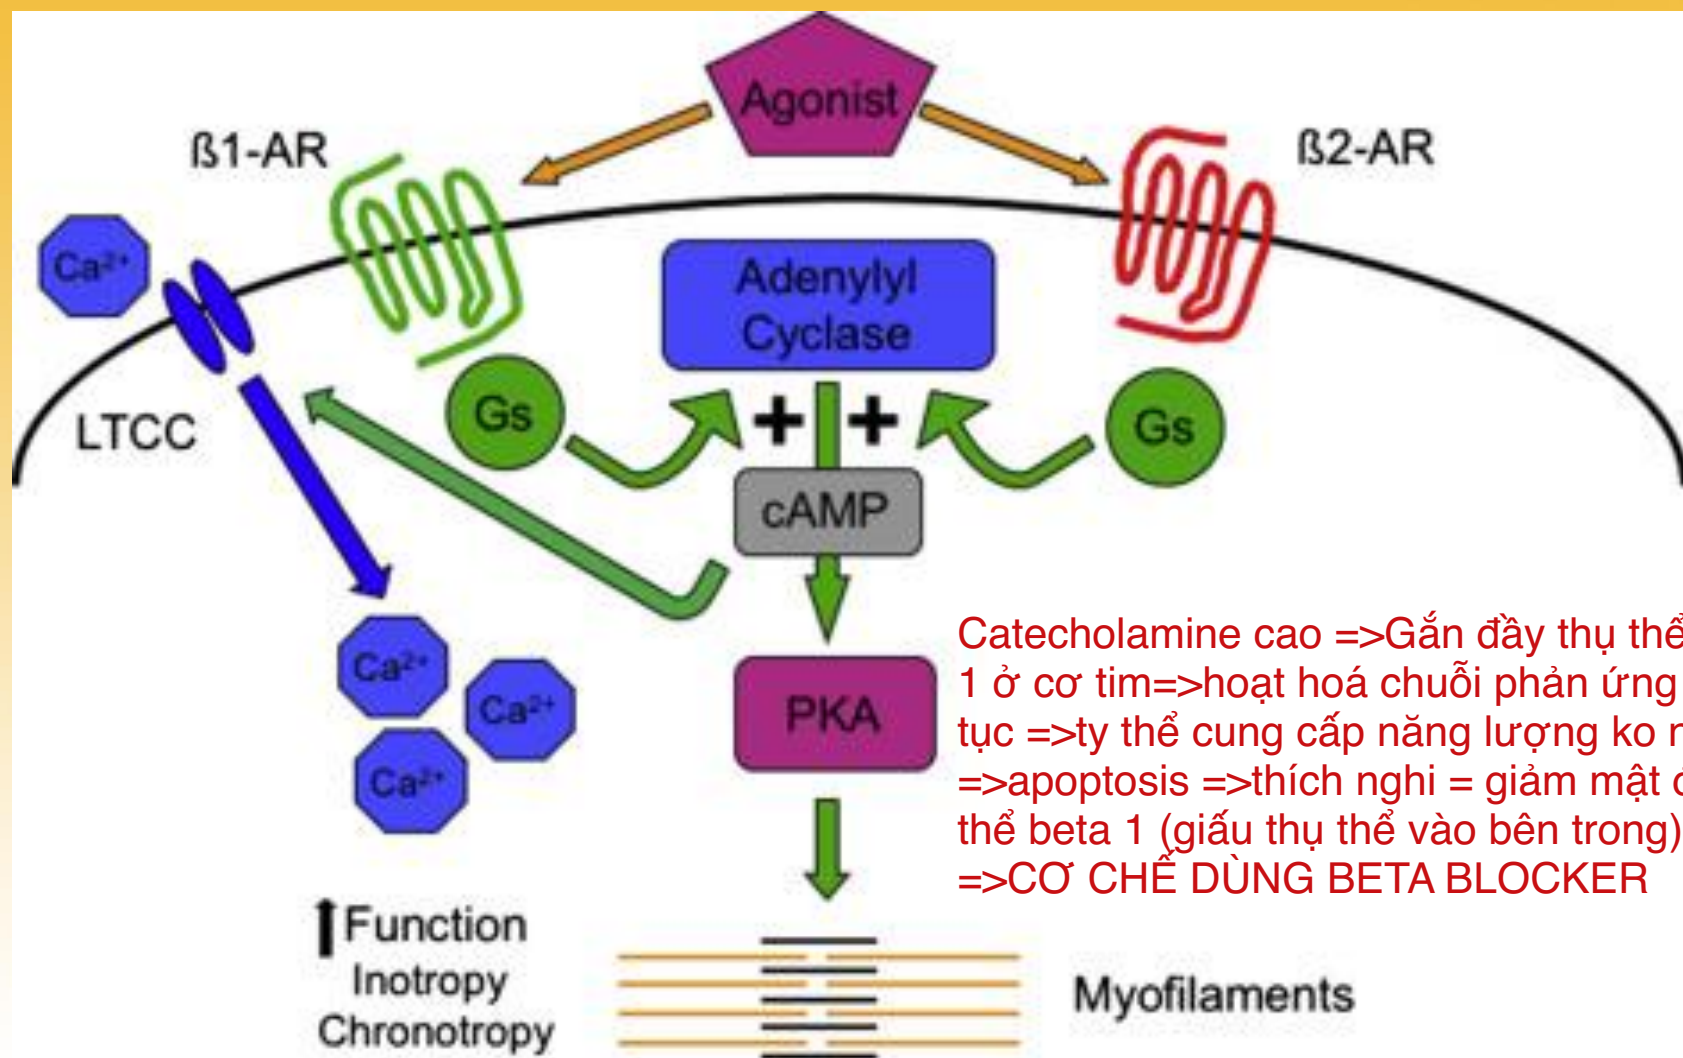 Agonist
ß1-AR
ß2-AR
Ca²⁺
Adenylyl
Cyclase
LTCC
Gs
Gs
cAMP
Ca²⁺
Ca²⁺
Ca²⁺
PKA
Catecholamine cao =>Gắn đầy thụ thể
1 ở cơ tim=>hoạt hoá chuỗi phản ứng
tục =>ty thể cung cấp năng lượng ko
=>apoptosis =>thích nghi = giảm mật
thể beta 1 (giấu thụ thể vào bên trong)
=>CƠ CHẾ DÙNG BETA BLOCKER
Function
Inotropy
Chronotropy
Myofilaments